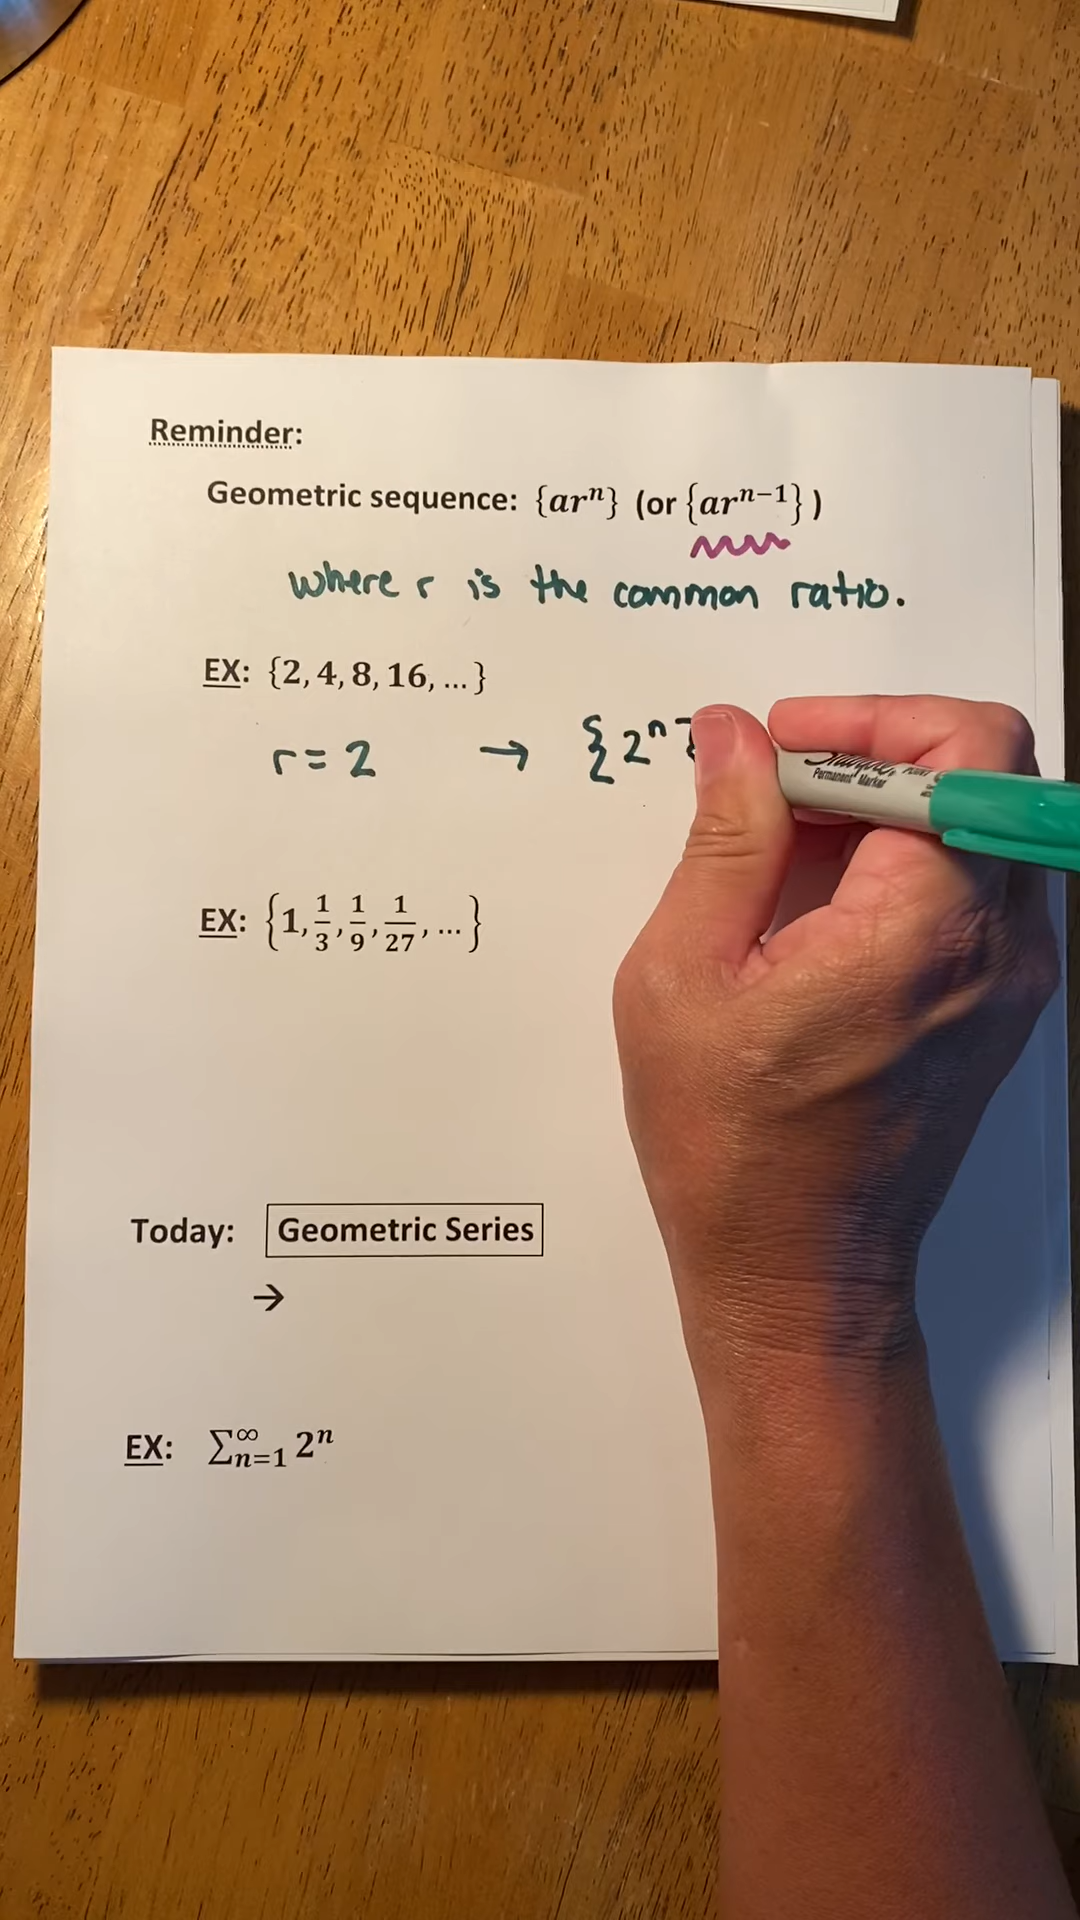 Reminder:
Geometric sequence: {arⁿ} (or {arⁿ⁻¹})
where r is the common ratio.
EX: {2, 4, 8, 16, ...}
r = 2 → {2ⁿ}
Sharpie
Permanent Marker
EX: {1, 1/3, 1/9, 1/27, ...}
Today: Geometric Series
→
EX: ∑ₙ₌₁^∞ 2ⁿ